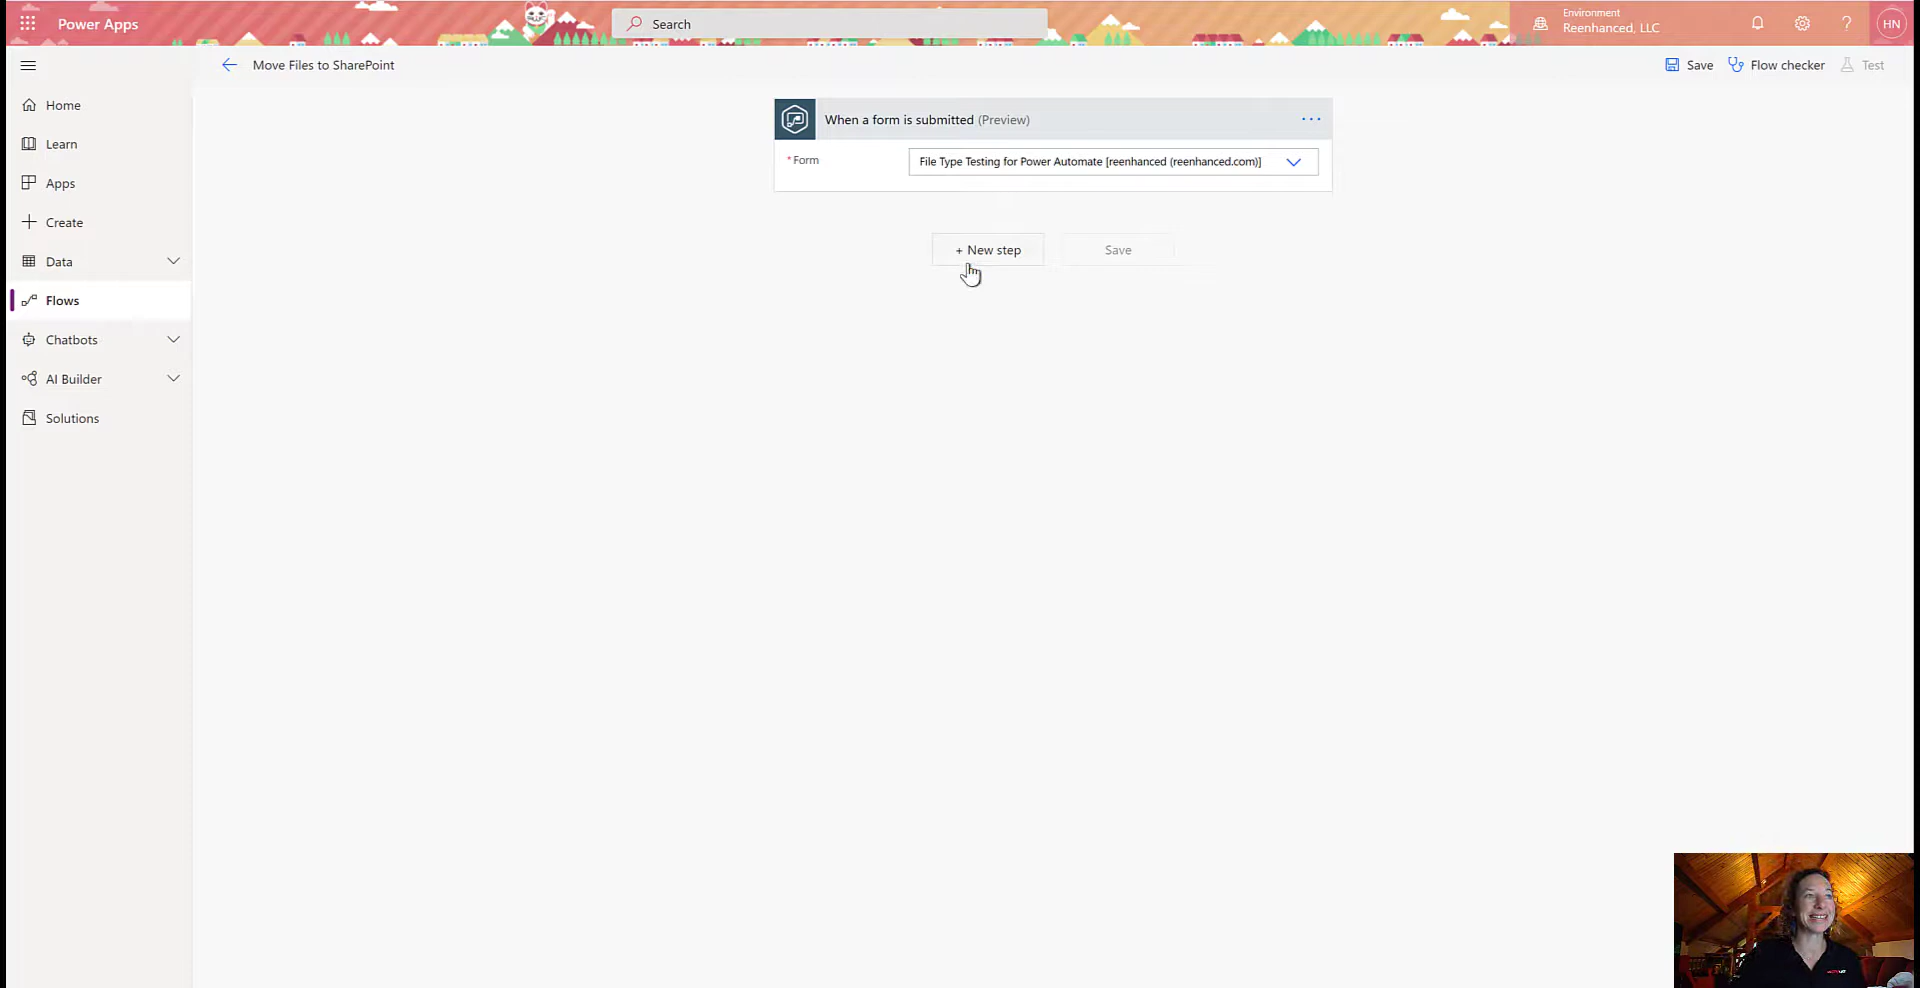 Power Apps
Search
Environment
Reenhanced, LLC
HN
Move Files to SharePoint
Save
Flow checker
Test
Home
Learn
Apps
Create
Data
Flows
Chatbots
AI Builder
Solutions
When a form is submitted (Preview)
* Form
File Type Testing for Power Automate [reenhanced (reenhanced.com)]
+ New step
Save